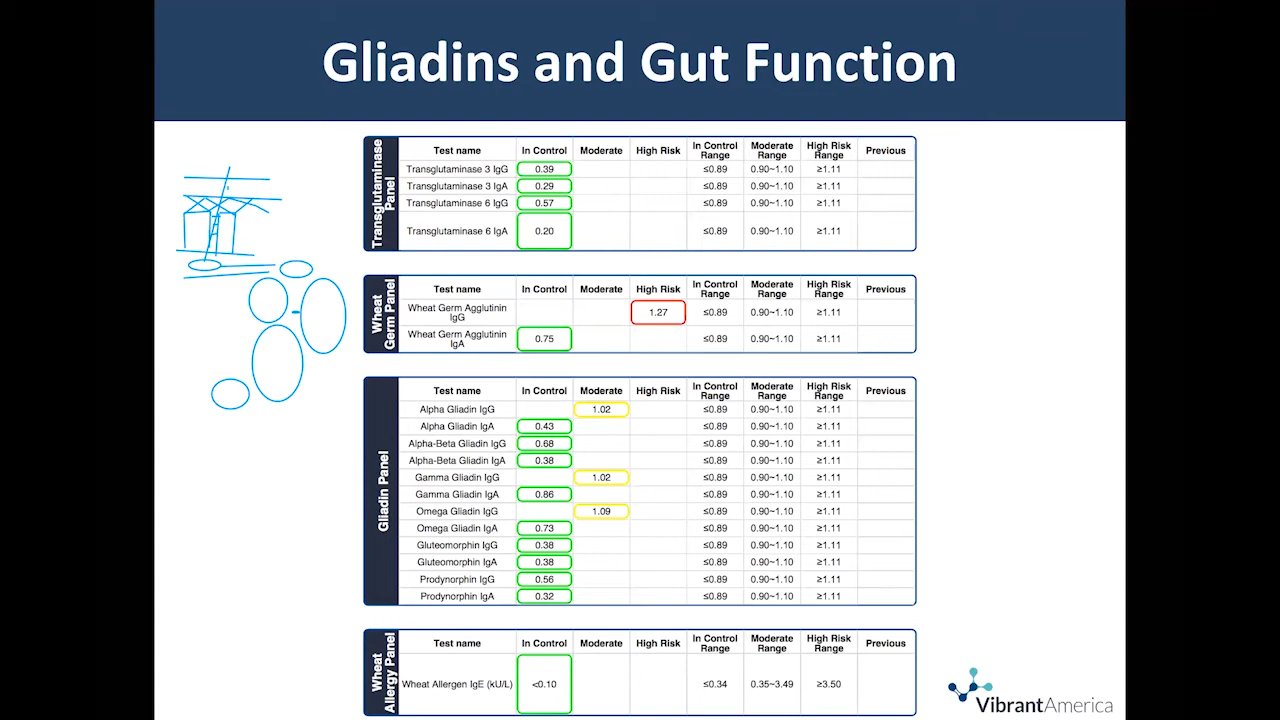 Gliadins and Gut Function
Transglutaminase Panel
Test name In Control Moderate High Risk In Control Range Moderate Range High Risk Range Previous
Transglutaminase 3 IgG 0.39 ≤0.89 0.90~1.10 ≥1.11
Transglutaminase 3 IgA 0.29 ≤0.89 0.90~1.10 ≥1.11
Transglutaminase 6 IgG 0.57 ≤0.89 0.90~1.10 ≥1.11
Transglutaminase 6 IgA 0.20 ≤0.89 0.90~1.10 ≥1.11
Wheat Germ Panel
Test name In Control Moderate High Risk In Control Range Moderate Range High Risk Range Previous
Wheat Germ Agglutinin IgG 1.27 ≤0.89 0.90~1.10 ≥1.11
Wheat Germ Agglutinin IgA 0.75 ≤0.89 0.90~1.10 ≥1.11
Gliadin Panel
Test name In Control Moderate High Risk In Control Range Moderate Range High Risk Range Previous
Alpha Gliadin IgG 1.02 ≤0.89 0.90~1.10 ≥1.11
Alpha Gliadin IgA 0.43 ≤0.89 0.90~1.10 ≥1.11
Alpha-Beta Gliadin IgG 0.68 ≤0.89 0.90~1.10 ≥1.11
Alpha-Beta Gliadin IgA 0.38 ≤0.89 0.90~1.10 ≥1.11
Gamma Gliadin IgG 1.02 ≤0.89 0.90~1.10 ≥1.11
Gamma Gliadin IgA 0.86 ≤0.89 0.90~1.10 ≥1.11
Omega Gliadin IgG 1.09 ≤0.89 0.90~1.10 ≥1.11
Omega Gliadin IgA 0.73 ≤0.89 0.90~1.10 ≥1.11
Gluteomorphin IgG 0.38 ≤0.89 0.90~1.10 ≥1.11
Gluteomorphin IgA 0.38 ≤0.89 0.90~1.10 ≥1.11
Prodynorphin IgG 0.56 ≤0.89 0.90~1.10 ≥1.11
Prodynorphin IgA 0.32 ≤0.89 0.90~1.10 ≥1.11
Wheat Allergy Panel
Test name In Control Moderate High Risk In Control Range Moderate Range High Risk Range Previous
Wheat Allergen IgE (kU/L) <0.10 ≤0.34 0.35~3.49 ≥3.50
VibrantAmerica